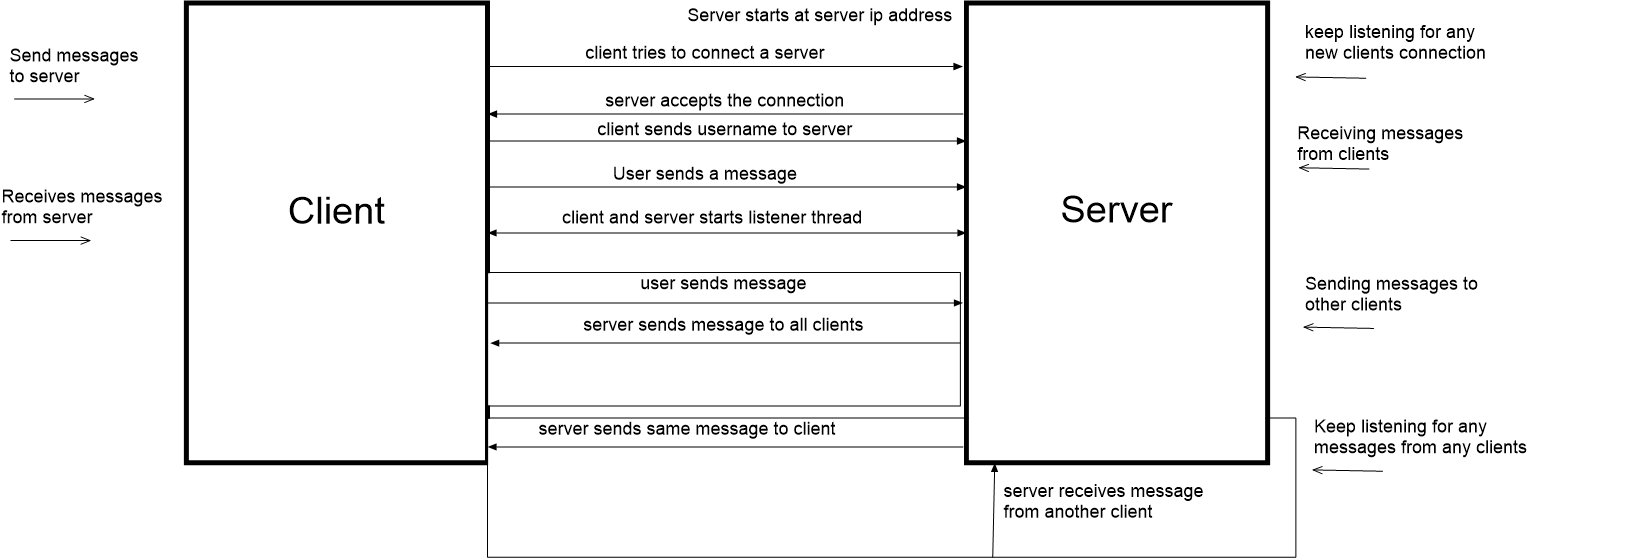 Server starts at server ip address
keep listening for any
new clients connection
Send messages
to server
client tries to connect a server
server accepts the connection
client sends username to server
Receiving messages
from clients
User sends a message
Receives messages
from server
Client
Server
client and server starts listener thread
user sends message
Sending messages to
other clients
server sends message to all clients
server sends same message to client
Keep listening for any
messages from any clients
server receives message
from another client